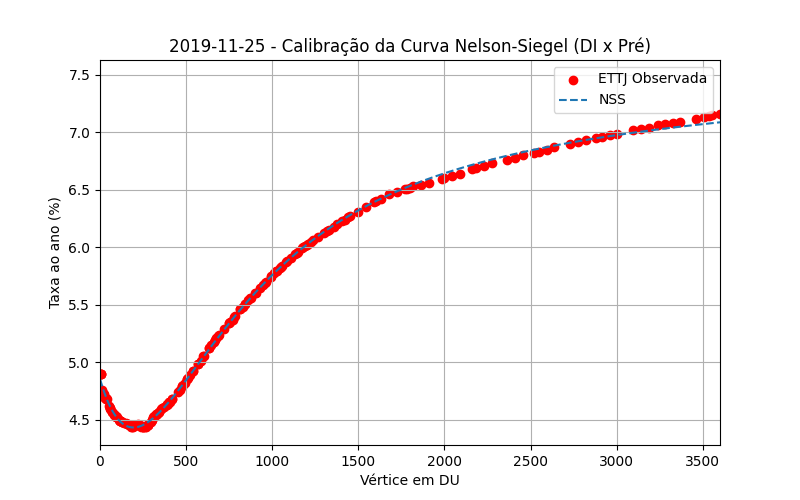 2019-11-25 - Calibração da Curva Nelson-Siegel (DI x Pré)
ETTJ Observada
NSS
Taxa ao ano (%)
7.5
7.0
6.5
6.0
5.5
5.0
4.5
0 500 1000 1500 2000 2500 3000 3500
Vértice em DU